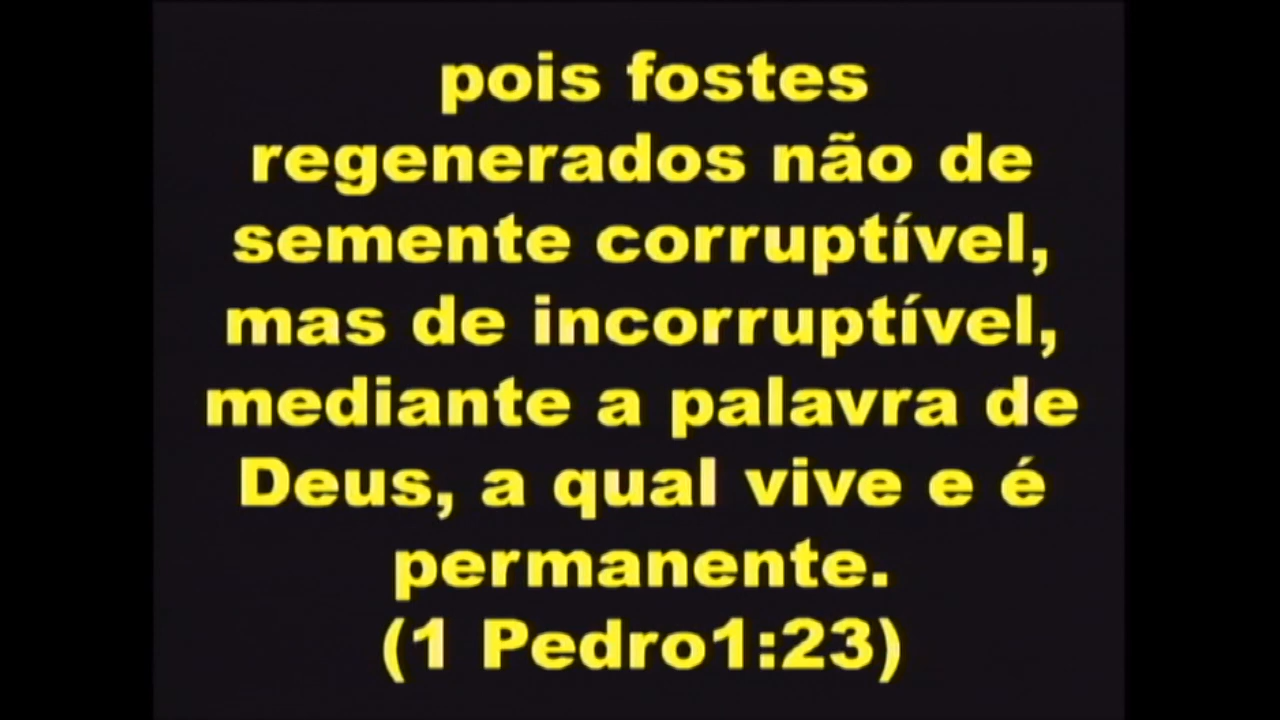 pois fostes
regenerados não de
semente corruptível,
mas de incorruptível,
mediante a palavra de
Deus, a qual vive e é
permanente.
(1 Pedro1:23)